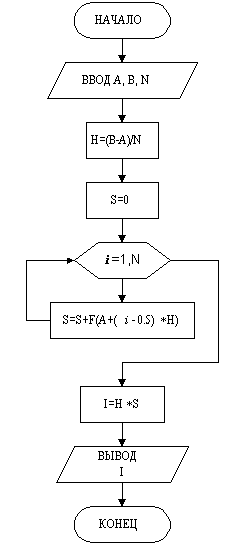 НАЧАЛО
ВВОД A, B, N
H=(B-A)/N
S=0
i=1,N
S=S+F(A+( i - 0.5) *H)
I=H *S
ВЫВОД
I
КОНЕЦ